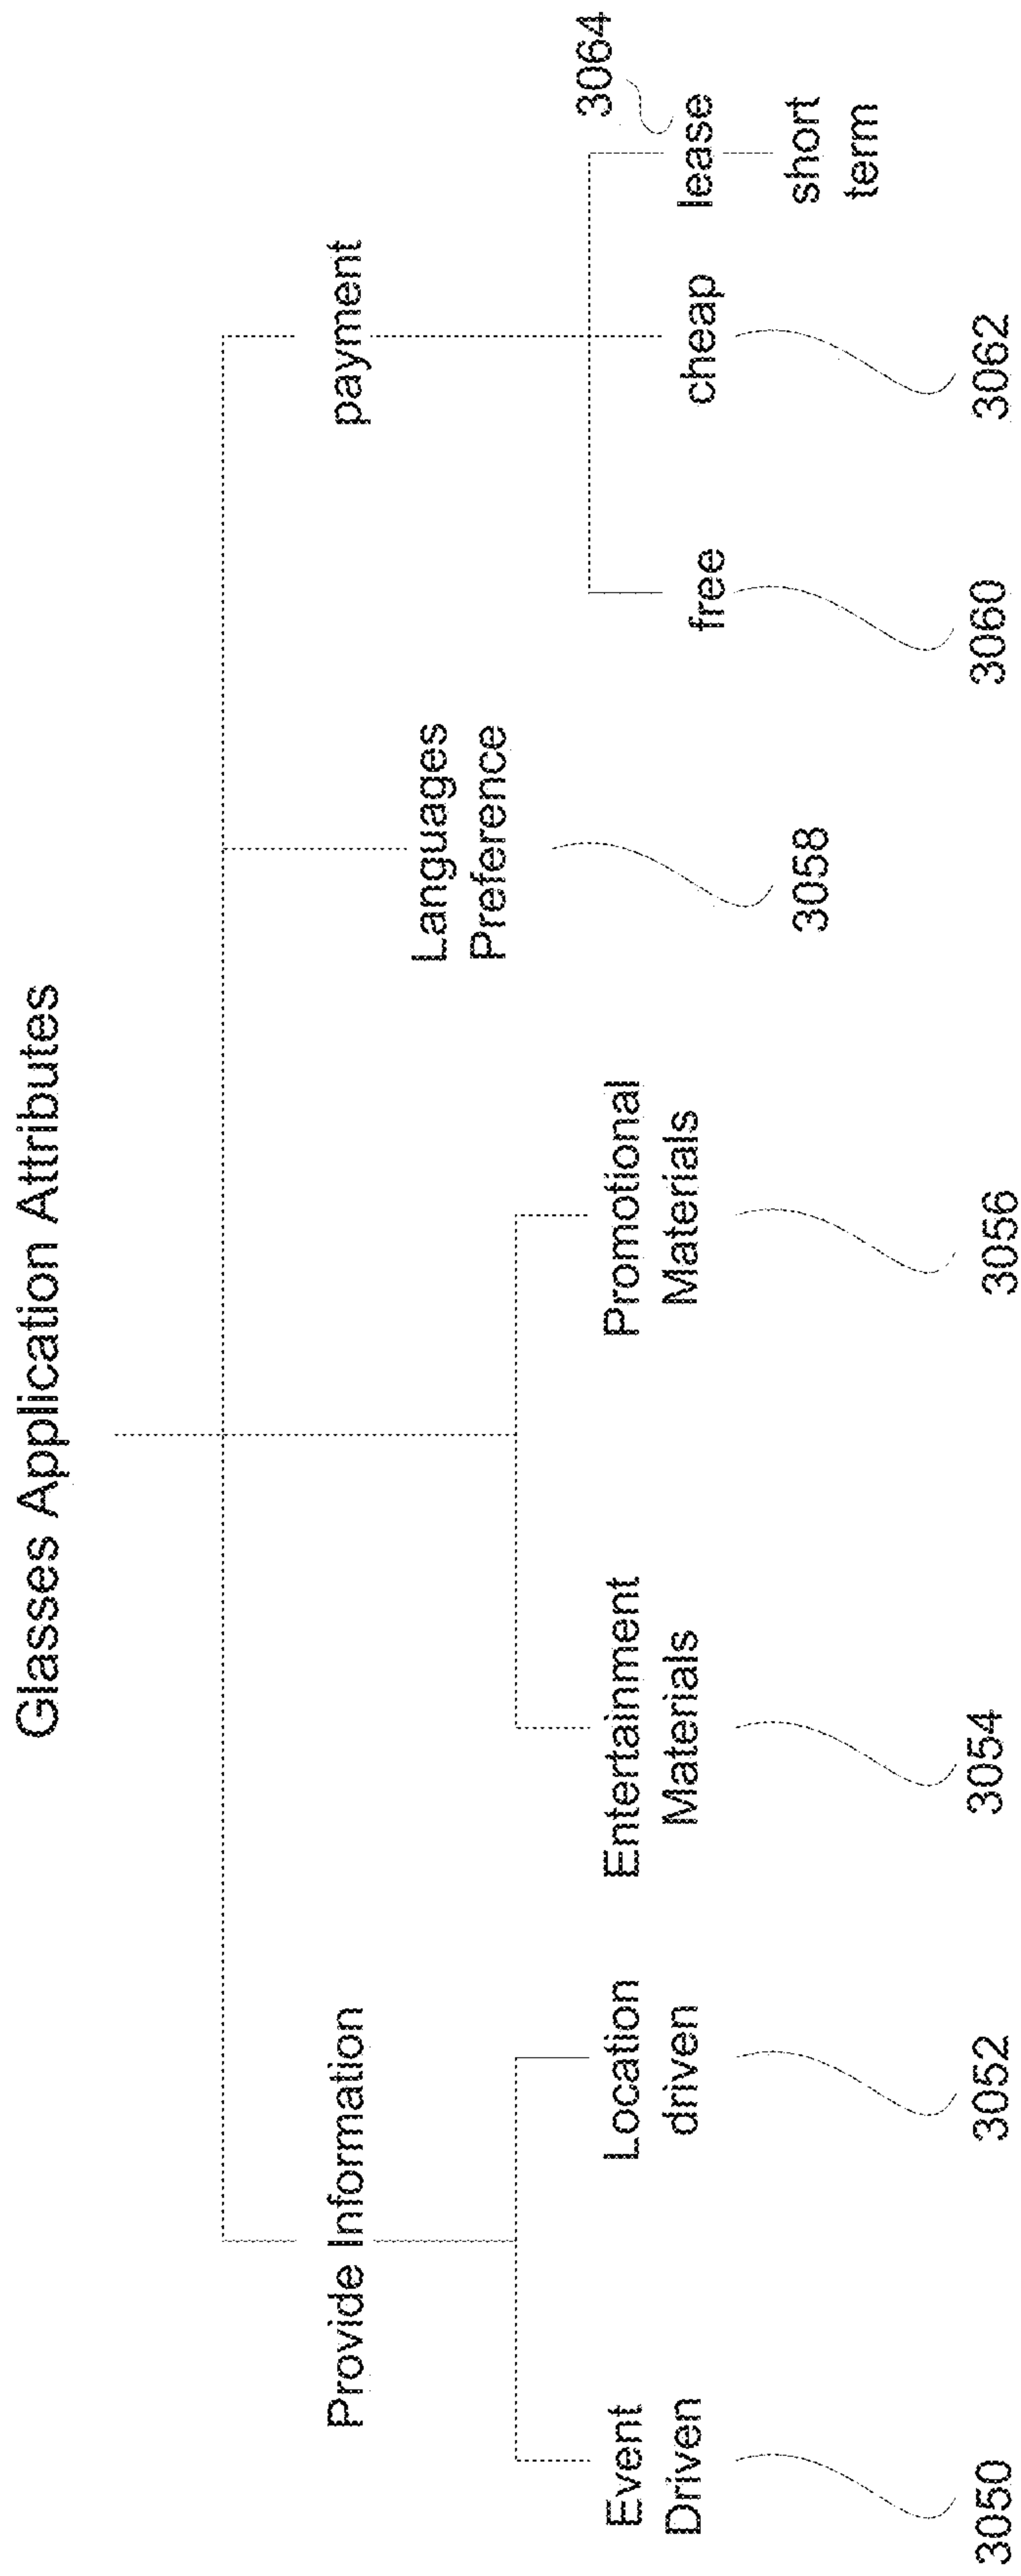 Glasses Application Attributes
Provide Information
payment
Languages
Preference
Event
Driven
Location
driven
Entertainment
Materials
Promotional
Materials
free
cheap
lease
short
term
3050
3052
3054
3056
3058
3060
3062
3064